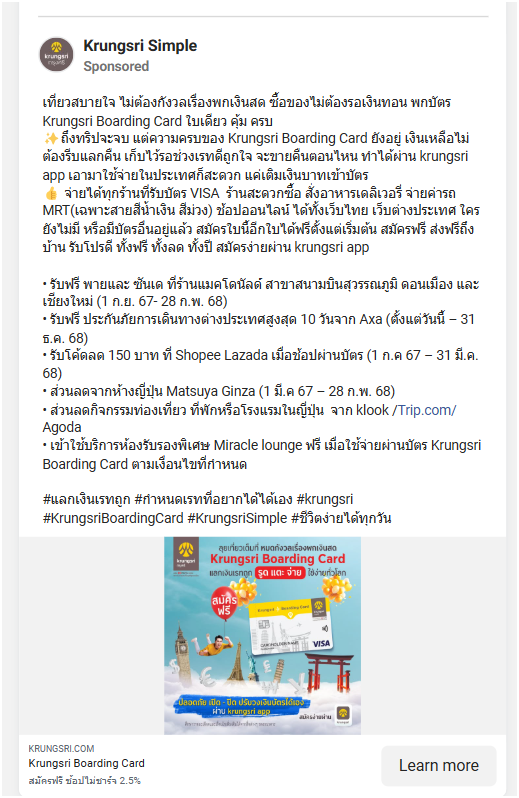 Krungsri Simple
Sponsored
เที่ยวสบายใจ ไม่ต้องกังวลเรื่องพกเงินสด ซื้อของไม่ต้องรอเงินทอน พกบัตร
Krungsri Boarding Card ใบเดียว คุ้ม ครบ
✨ถึงทริปจะจบ แต่ความครบของ Krungsri Boarding Card ยังอยู่ เงินเหลือไม่
ต้องรีบแลกคืน เก็บไว้รอช่วงเรทดีถูกใจ จะขายคืนตอนไหน ทำได้ผ่าน krungsri
app เอามาใช้จ่ายในประเทศก็สะดวก แค่เติมเงินบาทเข้าบัตร
👍 จ่ายได้ทุกร้านที่รับบัตร VISA ร้านสะดวกซื้อ สั่งอาหารเดลิเวอรี่ จ่ายค่ารถ
MRT(เฉพาะสายสีน้ำเงิน สีม่วง) ช้อปออนไลน์ ได้ทั้งเว็บไทย เว็บต่างประเทศ ใคร
ยังไม่มี หรือมีบัตรอื่นอยู่แล้ว สมัครใบนี้อีกใบได้ฟรีตั้งแต่เริ่มต้น สมัครฟรี ส่งฟรีถึง
บ้าน รับโปรดี ทั้งฟรี ทั้งลด ทั้งปี สมัครง่ายผ่าน krungsri app
• รับฟรี พายและ ซันเด ที่ร้านแมคโดนัลด์ สาขาสนามบินสุวรรณภูมิ ดอนเมือง และ
เชียงใหม่ (1 ก.ย. 67- 28 ก.พ. 68)
• รับฟรี ประกันภัยการเดินทางต่างประเทศสูงสุด 10 วันจาก Axa (ตั้งแต่วันนี้ – 31
ธ.ค. 68)
• รับโค้ดลด 150 บาท ที่ Shopee Lazada เมื่อช้อปผ่านบัตร (1 ก.ค 67 – 31 มี.ค.
68)
• ส่วนลดจากห้างญี่ปุ่น Matsuya Ginza (1 มี.ค 67 – 28 ก.พ. 68)
• ส่วนลดกิจกรรมท่องเที่ยว ที่พักหรือโรงแรมในญี่ปุ่น จาก klook /Trip.com/
Agoda
• เข้าใช้บริการห้องรับรองพิเศษ Miracle lounge ฟรี เมื่อใช้จ่ายผ่านบัตร Krungsri
Boarding Card ตามเงื่อนไขที่กำหนด
#แลกเงินเรทถูก #กำหนดเรทที่อยากได้ได้เอง #krungsri
#KrungsriBoardingCard #KrungsriSimple #ชีวิตง่ายได้ทุกวัน
krungsri
กรุงศรี
ลุยเที่ยวเต็มที่ หมดกังวลเรื่องพกเงินสด
Krungsri Boarding Card
แลกเงินเรทถูก รูด แตะ จ่าย ใช้ง่ายทั่วโลก
สมัคร
ฟรี
Krungsri Boarding Card
CARDHOLDER NAME
VISA
ปลอดภัย เปิด - ปิด ปรับวงเงินบัตรได้เอง
ผ่าน krungsri app
สมัครง่ายผ่าน
KRUNGSRI.COM
Krungsri Boarding Card
สมัครฟรี ช้อปไม่ชาร์จ 2.5%
Learn more